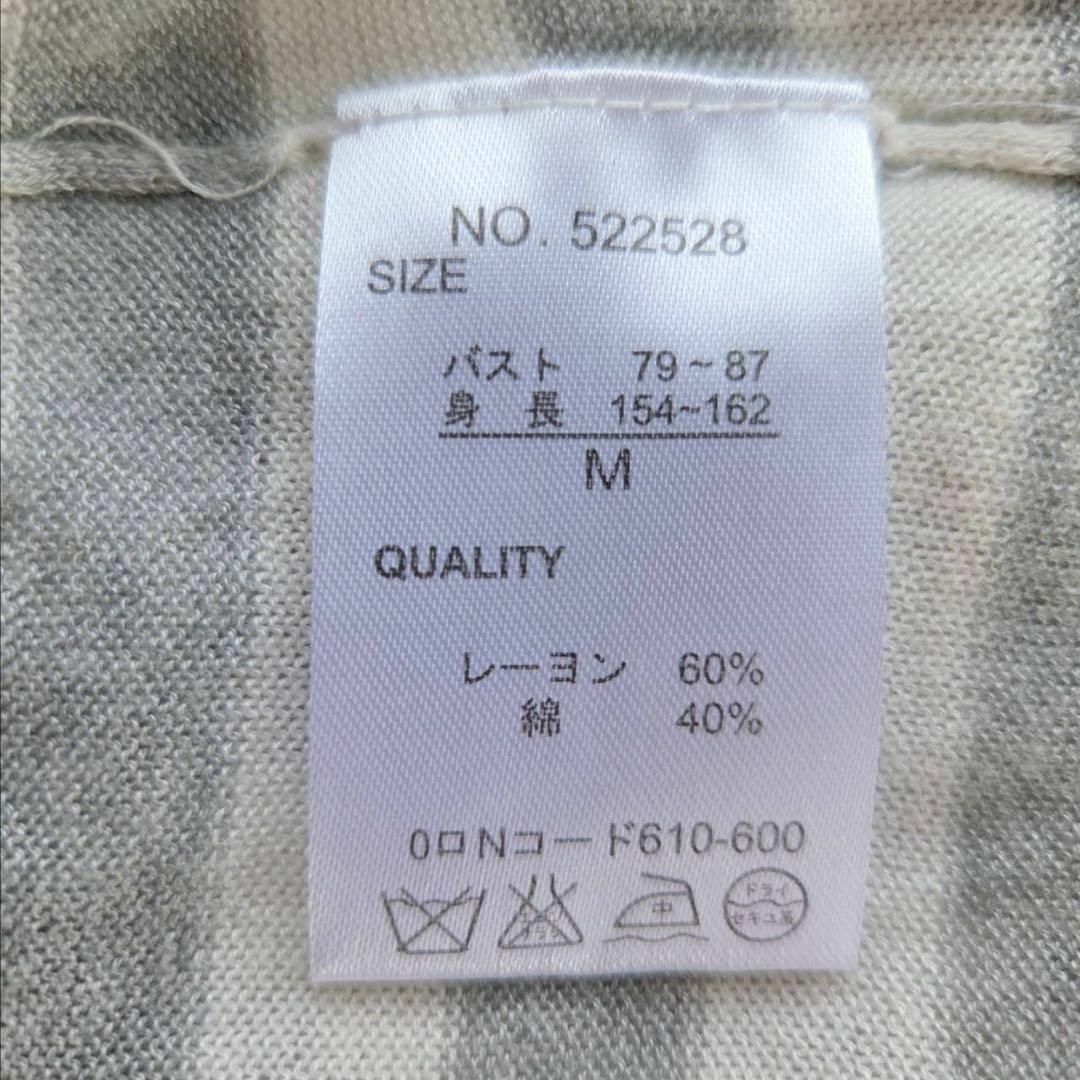 NO. 522528
SIZE
バスト 79~87
身長 154~162
M
QUALITY
レーヨン 60%
綿 40%
0ロNコード610-600
中
ドライ
セキユ系